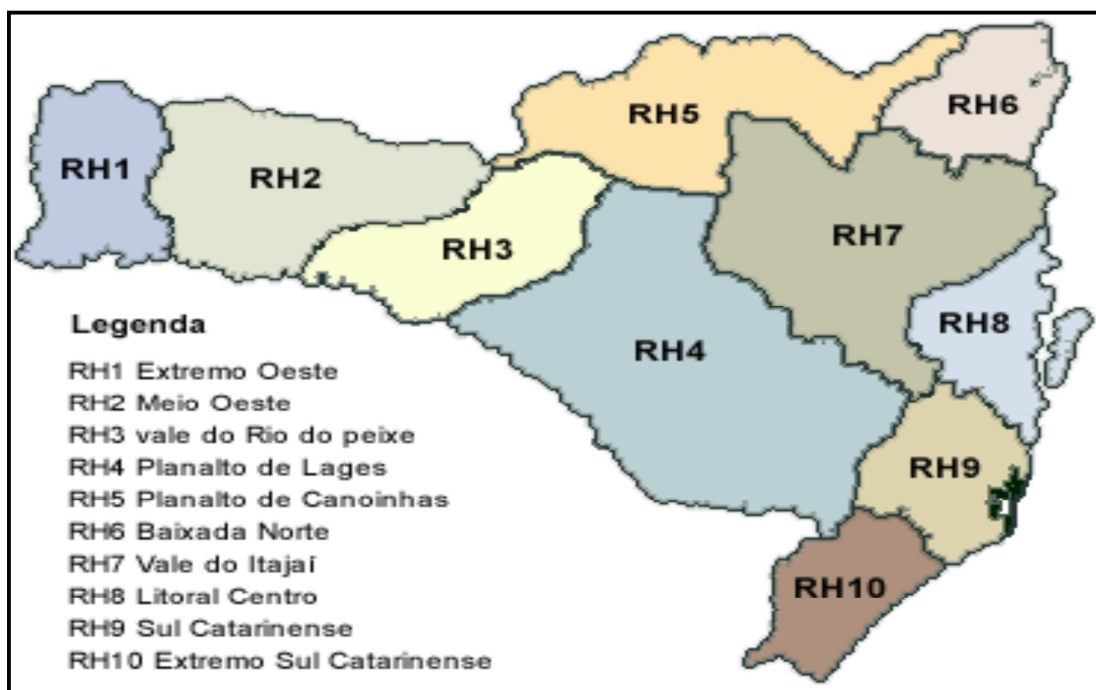 RH1
RH2
RH3
RH4
RH5
RH6
RH7
RH8
RH9
RH10
Legenda
RH1 Extremo Oeste
RH2 Meio Oeste
RH3 vale do Rio do peixe
RH4 Planalto de Lages
RH5 Planalto de Canoinhas
RH6 Baixada Norte
RH7 Vale do Itajaí
RH8 Litoral Centro
RH9 Sul Catarinense
RH10 Extremo Sul Catarinense